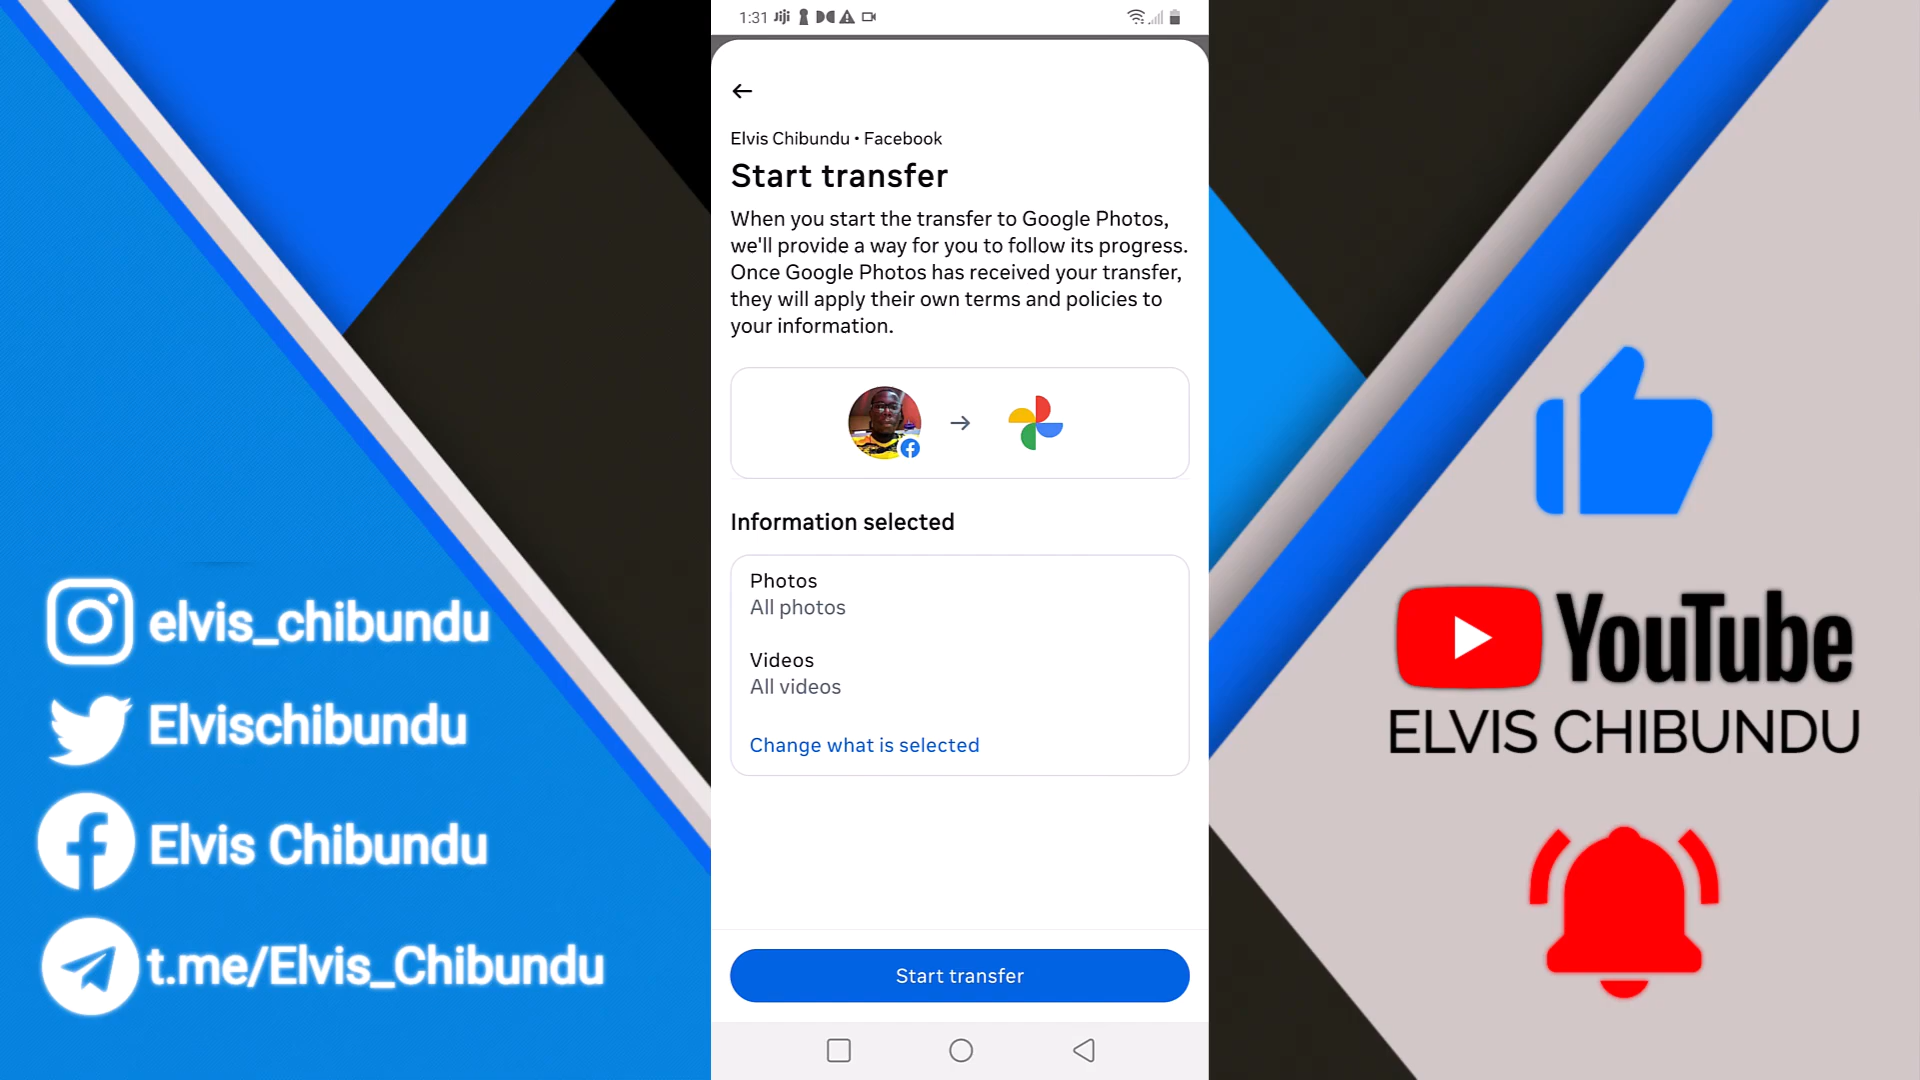 1:31 Jiji
Elvis Chibundu • Facebook
Start transfer
When you start the transfer to Google Photos,
we'll provide a way for you to follow its progress.
Once Google Photos has received your transfer,
they will apply their own terms and policies to
your information.
Information selected
Photos
All photos
Videos
All videos
Change what is selected
Start transfer
elvis_chibundu
Elvischibundu
Elvis Chibundu
t.me/Elvis_Chibundu
YouTube
ELVIS CHIBUNDU